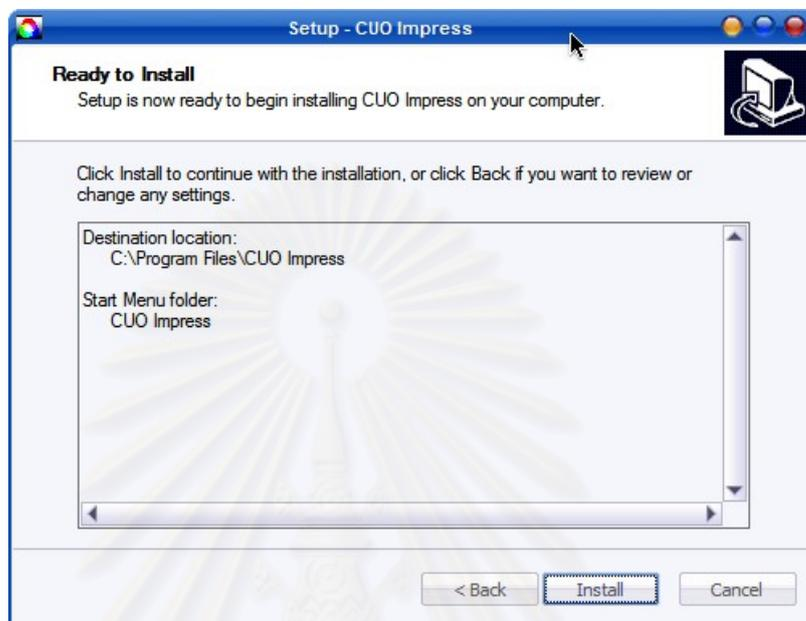 Setup - CUO Impress
Ready to Install
Setup is now ready to begin installing CUO Impress on your computer.
Click Install to continue with the installation, or click Back if you want to review or
change any settings.
Destination location:
C:\Program Files\CUO Impress
Start Menu folder:
CUO Impress
< Back
Install
Cancel